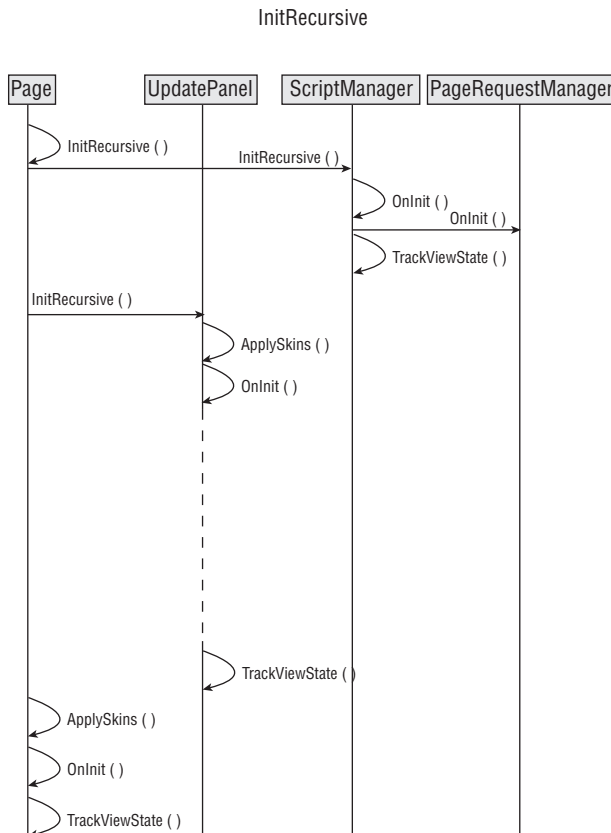 InitRecursive
Page
UpdatePanel
ScriptManager
PageRequestManager
InitRecursive ( )
InitRecursive ( )
OnInit ( )
OnInit ( )
TrackViewState ( )
InitRecursive ( )
ApplySkins ( )
OnInit ( )
TrackViewState ( )
ApplySkins ( )
OnInit ( )
TrackViewState ( )